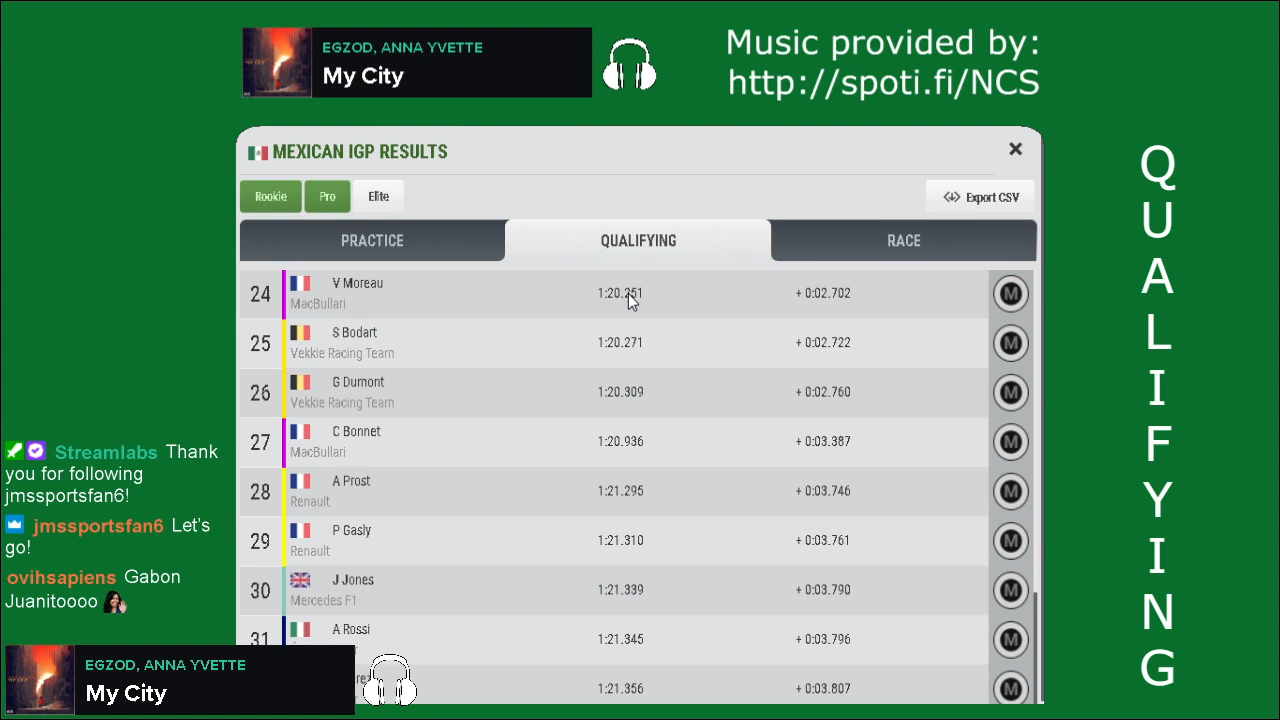 EGZOD, ANNA YVETTE
My City
Music provided by:
http://spoti.fi/NCS
MEXICAN IGP RESULTS
Rookie
Pro
Elite
Export CSV
PRACTICE
QUALIFYING
RACE
24 V Moreau 1:20.251 + 0:02.702 M
MacBullari
25 S Bodart 1:20.271 + 0:02.722 M
Vekkie Racing Team
26 G Dumont 1:20.309 + 0:02.760 M
Vekkie Racing Team
27 C Bonnet 1:20.936 + 0:03.387 M
MacBullari
28 A Prost 1:21.295 + 0:03.746 M
Renault
29 P Gasly 1:21.310 + 0:03.761 M
Renault
30 J Jones 1:21.339 + 0:03.790 M
Mercedes F1
31 A Rossi 1:21.345 + 0:03.796 M
1:21.356 + 0:03.807 M
QUALIFYING
Streamlabs Thank
you for following
jmssportsfan6!
jmssportsfan6 Let's
go!
ovihsapiens Gabon
Juanitoooo
EGZOD, ANNA YVETTE
My City